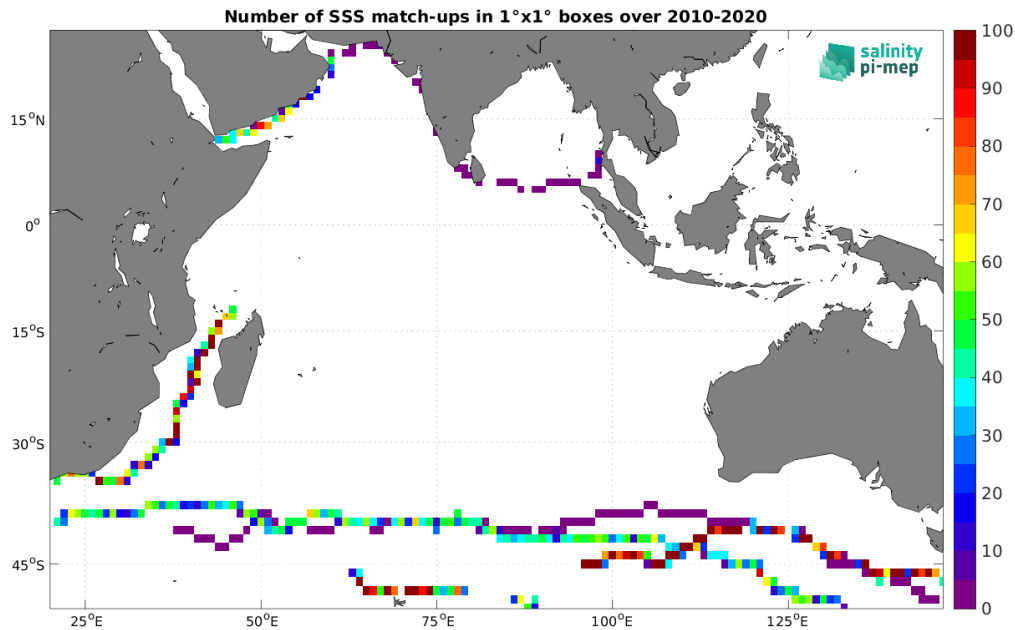 Number of SSS match-ups in 1°x1° boxes over 2010-2020
salinity
pi-mep
15°N
0°
15°S
30°S
45°S
25°E
50°E
75°E
100°E
125°E
100
90
80
70
60
50
40
30
20
10
0